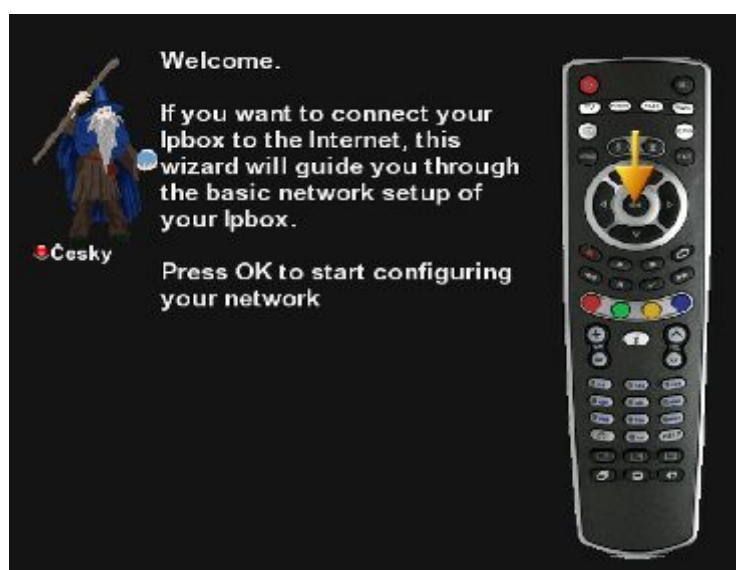 Welcome.
If you want to connect your
Ipbox to the Internet, this
wizard will guide you through
the basic network setup of
your Ipbox.
Česky
Press OK to start configuring
your network